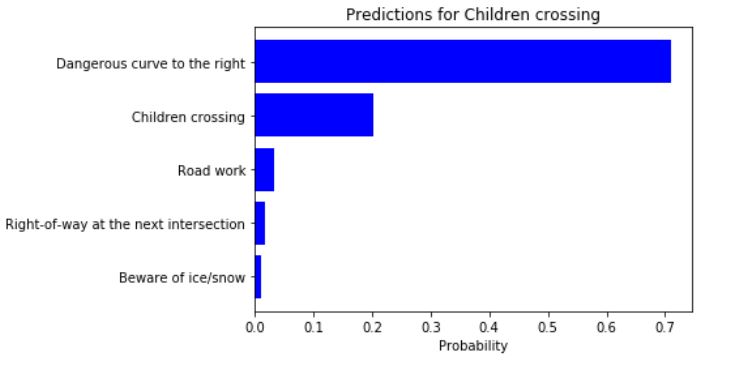 Predictions for Children crossing
Dangerous curve to the right
Children crossing
Road work
Right-of-way at the next intersection
Beware of ice/snow
0.0 0.1 0.2 0.3 0.4 0.5 0.6 0.7
Probability